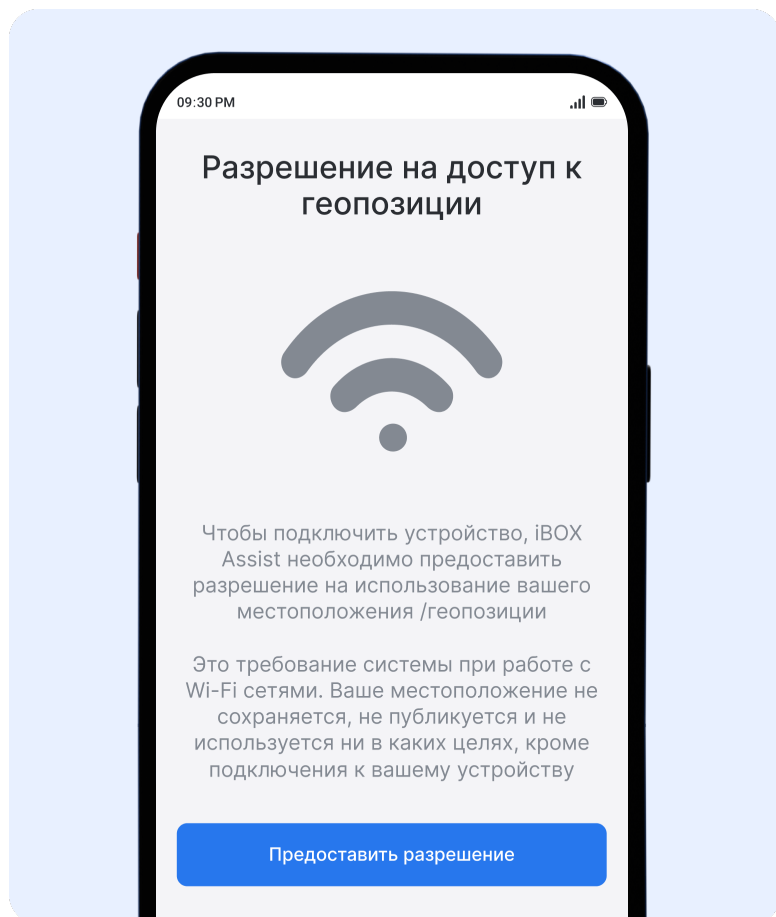 09:30 PM
Разрешение на доступ к
геопозиции
Чтобы подключить устройство, iBOX
Assist необходимо предоставить
разрешение на использование вашего
местоположения /геопозиции
Это требование системы при работе с
Wi-Fi сетями. Ваше местоположение не
сохраняется, не публикуется и не
используется ни в каких целях, кроме
подключения к вашему устройству
Предоставить разрешение